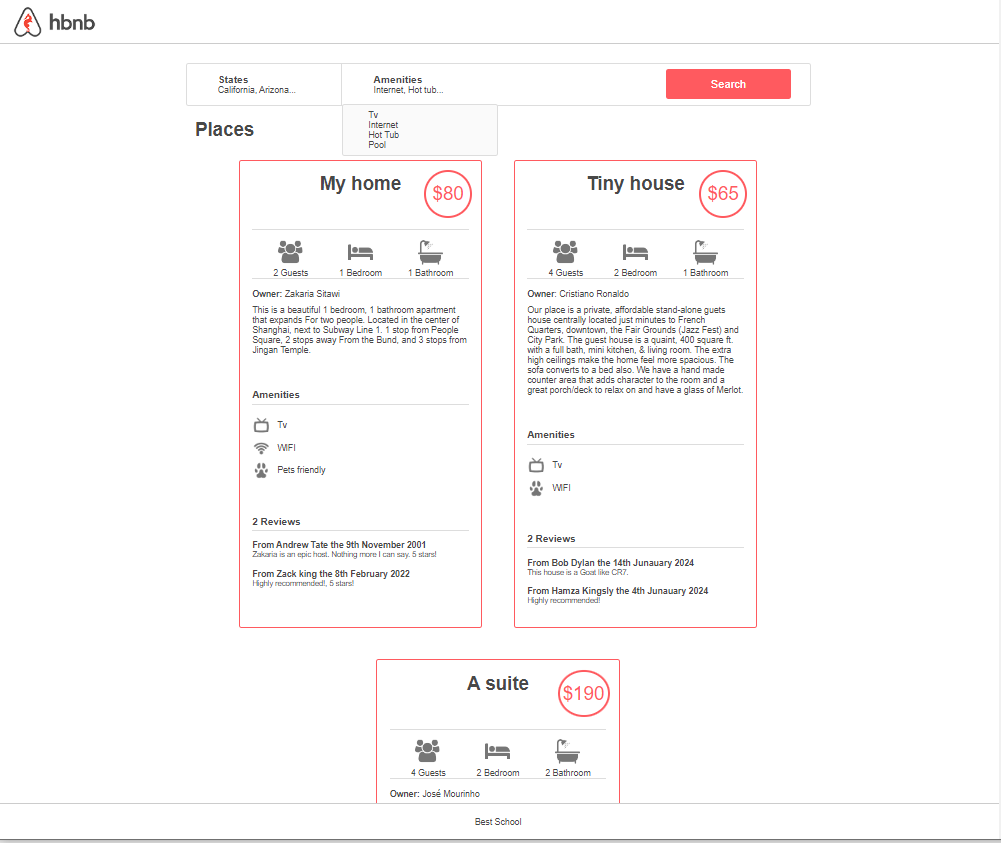 hbnb
States
California, Arizona...
Amenities
Internet, Hot tub...
Search
Tv
Internet
Hot Tub
Pool
Places
My home
$80
2 Guests
1 Bedroom
1 Bathroom
Owner: Zakaria Sitawi
This is a beautiful 1 bedroom, 1 bathroom apartment
that expands For two people. Located in the center of
Shanghai, next to Subway Line 1. 1 stop from People
Square, 2 stops away From the Bund, and 3 stops from
Jingan Temple.
Amenities
Tv
WIFI
Pets friendly
2 Reviews
From Andrew Tate the 9th November 2001
Zakaria is an epic host. Nothing more I can say. 5 stars!
From Zack king the 8th February 2022
Highly recommended!, 5 stars!
Tiny house
$65
4 Guests
2 Bedroom
1 Bathroom
Owner: Cristiano Ronaldo
Our place is a private, affordable stand-alone guets
house centrally located just minutes to French
Quarters, downtown, the Fair Grounds (Jazz Fest) and
City Park. The guest house is a quaint, 400 square ft.
with a full bath, mini kitchen, & living room. The extra
high ceilings make the home feel more spacious. The
sofa converts to a bed also. We have a hand made
counter area that adds character to the room and a
great porch/deck to relax on and have a glass of Merlot.
Amenities
Tv
WIFI
2 Reviews
From Bob Dylan the 14th Junauary 2024
This house is a Goat like CR7.
From Hamza Kingsly the 4th Junauary 2024
Highly recommended!
A suite
$190
4 Guests
2 Bedroom
2 Bathroom
Owner: José Mourinho
Best School